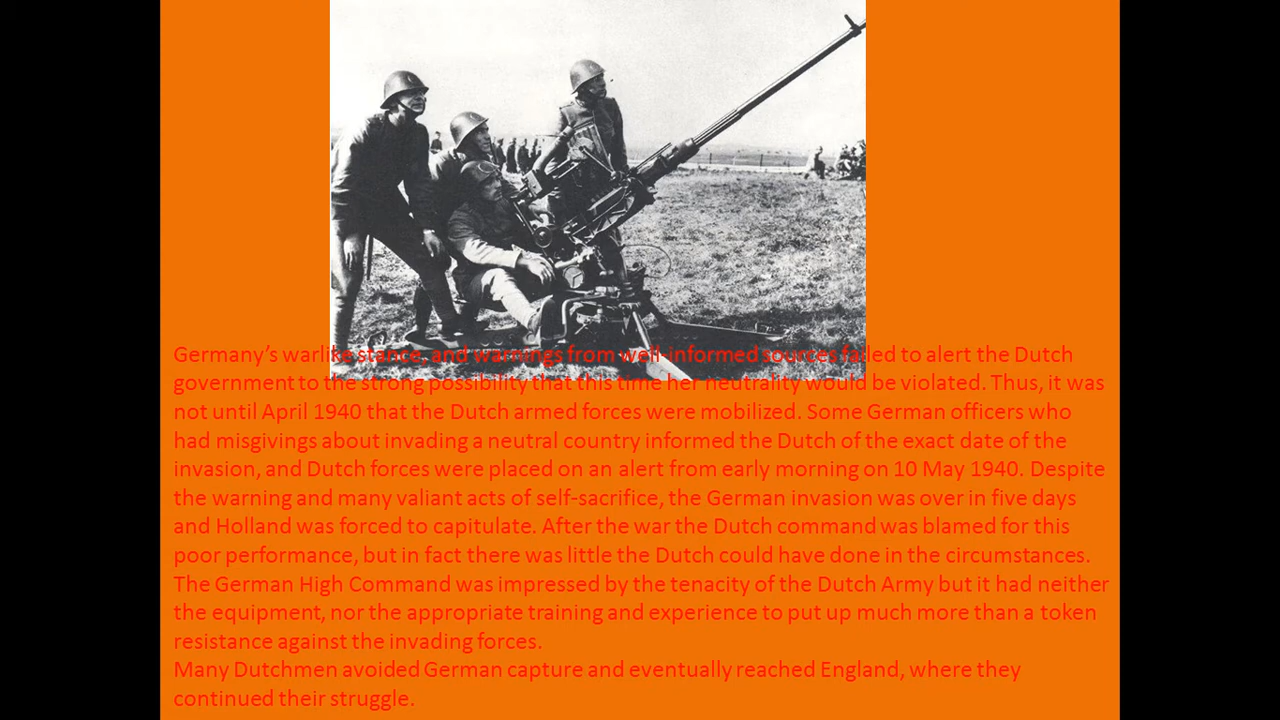 Germany’s warlike stance, and warnings from well-informed sources failed to alert the Dutch
government to the strong possibility that this time her neutrality would be violated. Thus, it was
not until April 1940 that the Dutch armed forces were mobilized. Some German officers who
had misgivings about invading a neutral country informed the Dutch of the exact date of the
invasion, and Dutch forces were placed on an alert from early morning on 10 May 1940. Despite
the warning and many valiant acts of self-sacrifice, the German invasion was over in five days
and Holland was forced to capitulate. After the war the Dutch command was blamed for this
poor performance, but in fact there was little the Dutch could have done in the circumstances.
The German High Command was impressed by the tenacity of the Dutch Army but it had neither
the equipment, nor the appropriate training and experience to put up much more than a token
resistance against the invading forces.
Many Dutchmen avoided German capture and eventually reached England, where they
continued their struggle.